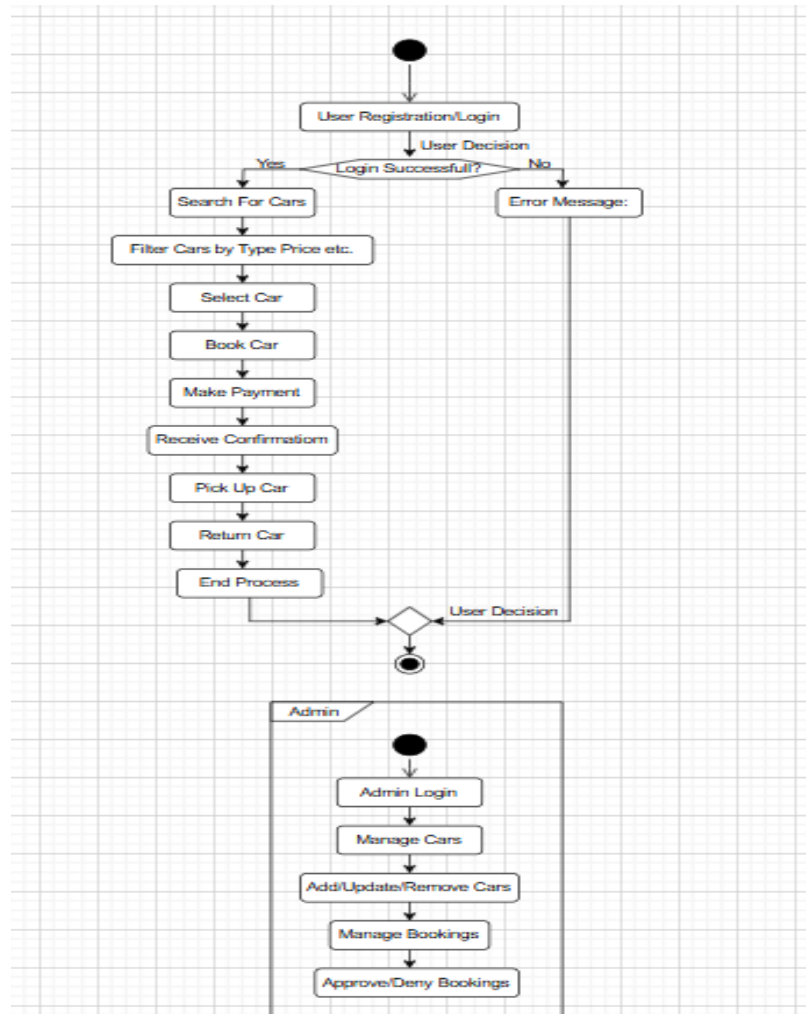 User Registration/Login
User Decision
Yes
Login Successfull?
No
Search For Cars
Error Message:
Filter Cars by Type Price etc.
Select Car
Book Car
Make Payment
Receive Confirmatiom
Pick Up Car
Return Car
End Process
User Decision
Admin
Admin Login
Manage Cars
Add/Update/Remove Cars
Manage Bookings
Approve/Deny Bookings